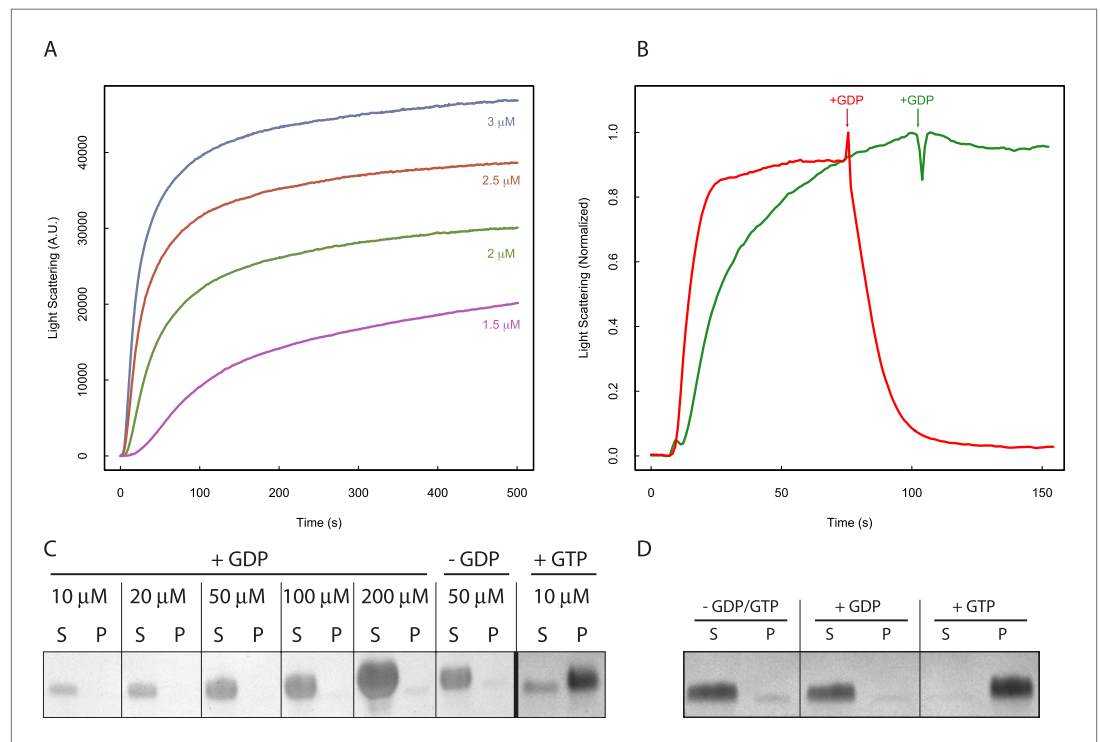 A
B
3 μM
2.5 μM
2 μM
1.5 μM
0
10000
20000
30000
40000
Light Scattering (A.U.)
0 100 200 300 400 500
Time (s)
+GDP
+GDP
0.0
0.2
0.4
0.6
0.8
1.0
Light Scattering (Normalized)
0 50 100 150
Time (s)
C
+ GDP - GDP + GTP
10 μM 20 μM 50 μM 100 μM 200 μM 50 μM 10 μM
S P S P S P S P S P S P S P
D
- GDP/GTP + GDP + GTP
S P S P S P